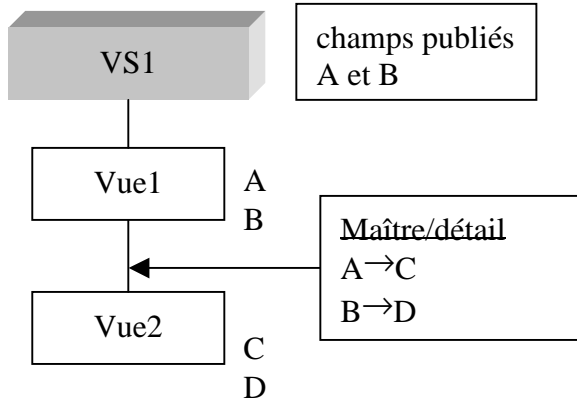 VS1
champs publiés
A et B
Vue1
A
B
Maître/détail
A→C
B→D
Vue2
C
D